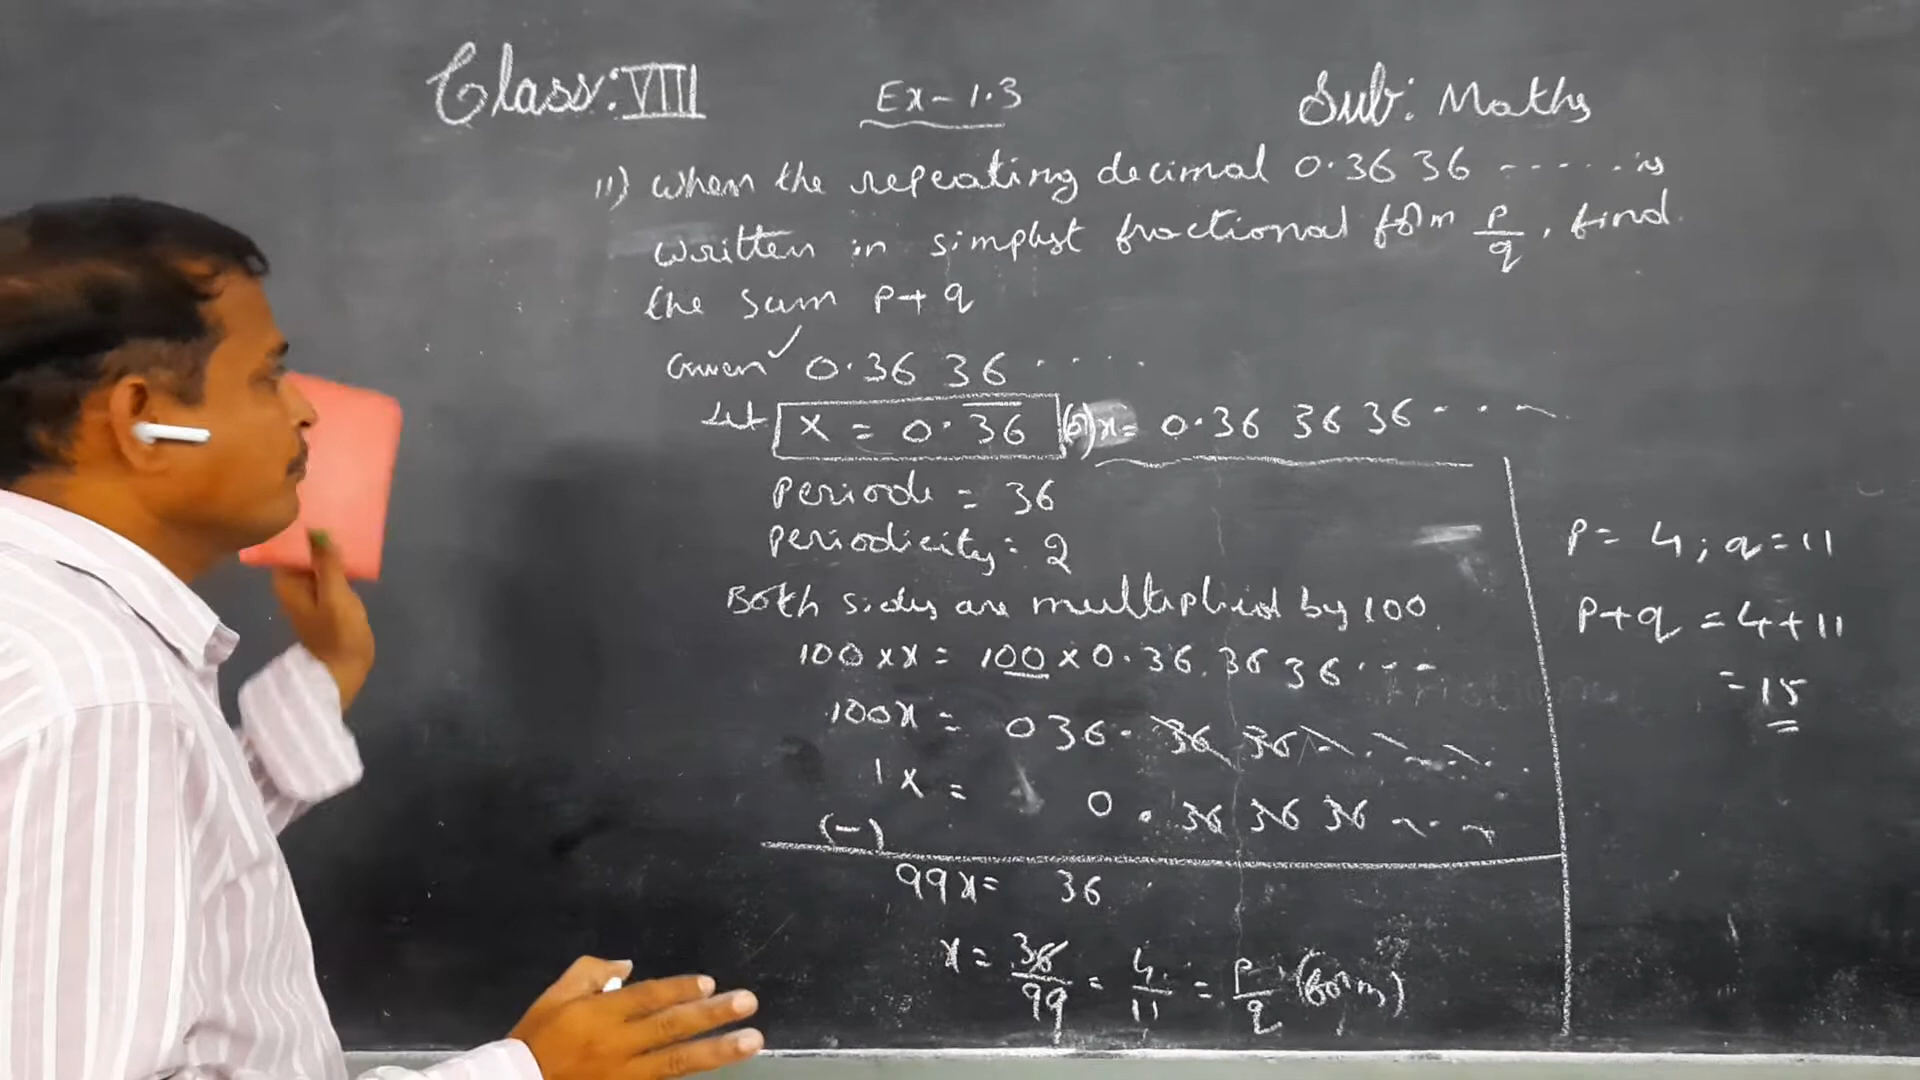 Class: VIII
Ex-1.3
Sub: Maths
11) When the repeating decimal 0.36 36 ...... is
written in simplest fractional form p/q, find
the sum p+q
Given 0.36 36 ....
Let x = 0.3̅6̅ (or) x = 0.36 36 36 ....
Periode = 36
Periodicity = 2
Both sides are multiplied by 100
100 x x = 100 x 0.36 36 36 ...
100x = 036.36 36 .....
1x = 0.36 36 36 ...
(-)
99x = 36
x = 36/99 = 4/11 = p/q (form)
P = 4; q = 11
P+q = 4+11
= 15